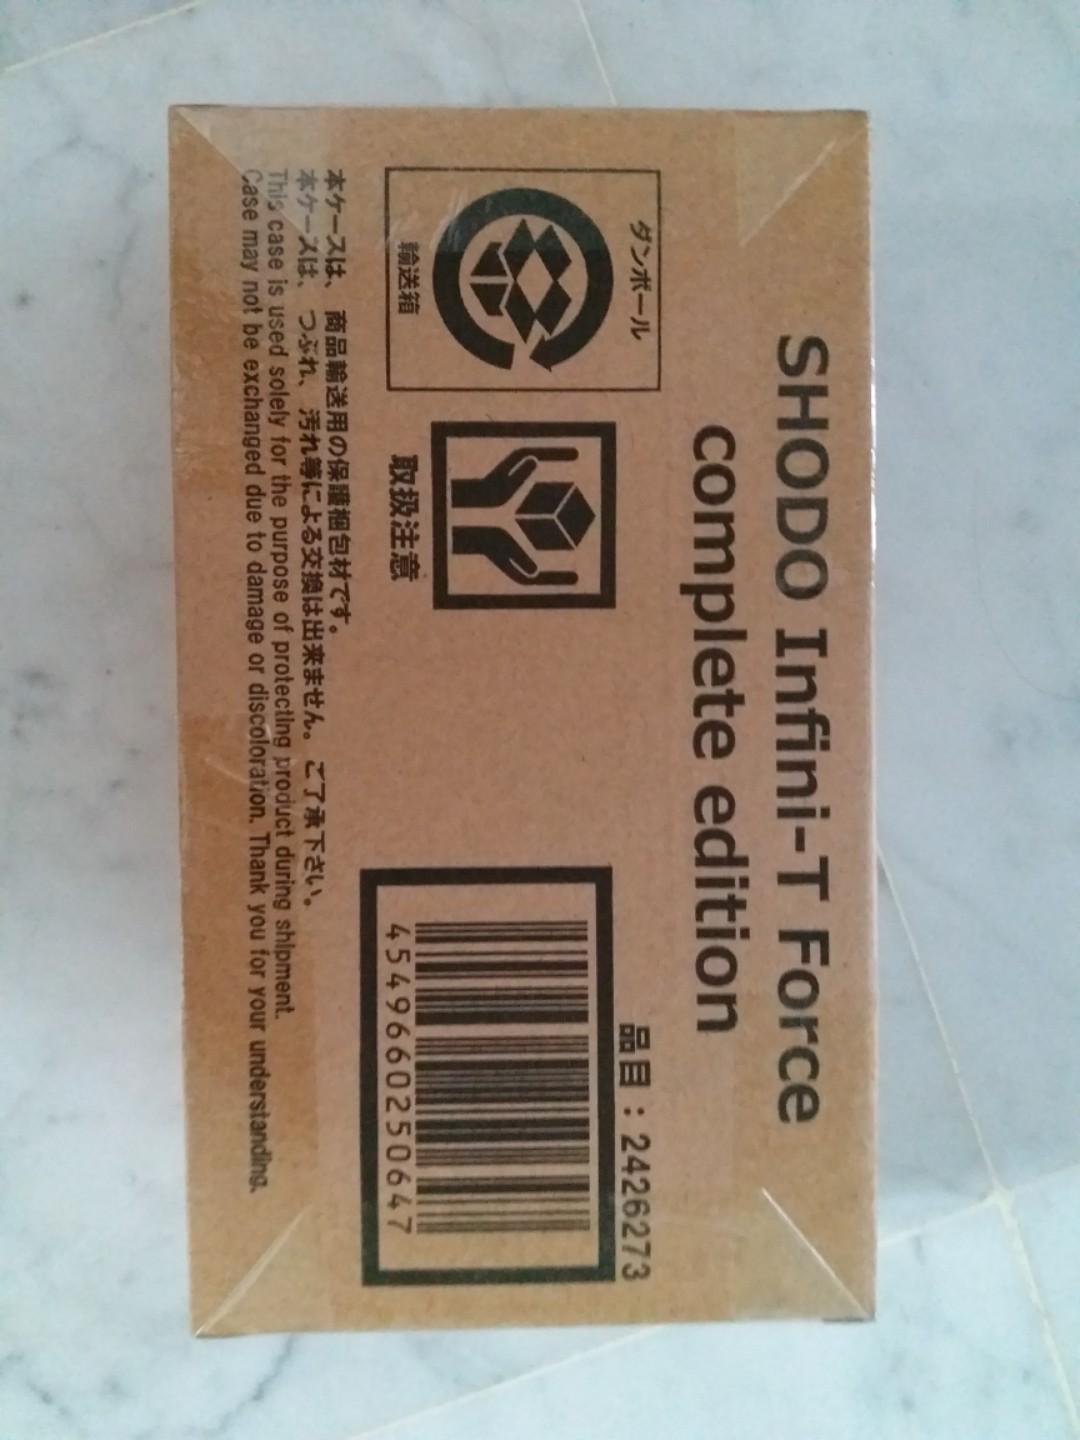 SHODO Infini-T Force
complete edition
ダンボール
輸送箱
取扱注意
品目：2426273
4549660250647
本ケースは、商品輸送用の保護梱包材です。
本ケースは、つぶれ、汚れ等による交換は出来ません。ご了承下さい。
This case is used solely for the purpose of protecting product during shipment.
Case may not be exchanged due to damage or discoloration. Thank you for your understanding.